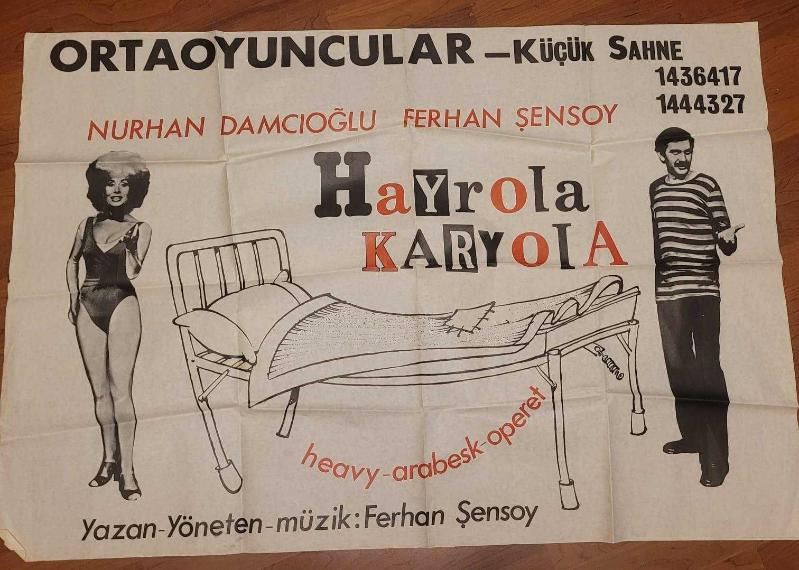 ORTAOYUNCULAR –KÜÇÜK SAHNE
1436417
1444327
NURHAN DAMCIOĞLU FERHAN ŞENSOY
HaYrola
KARYolA
heavy-arabesk-operet
Yazan-Yöneten-müzik: Ferhan Şensoy